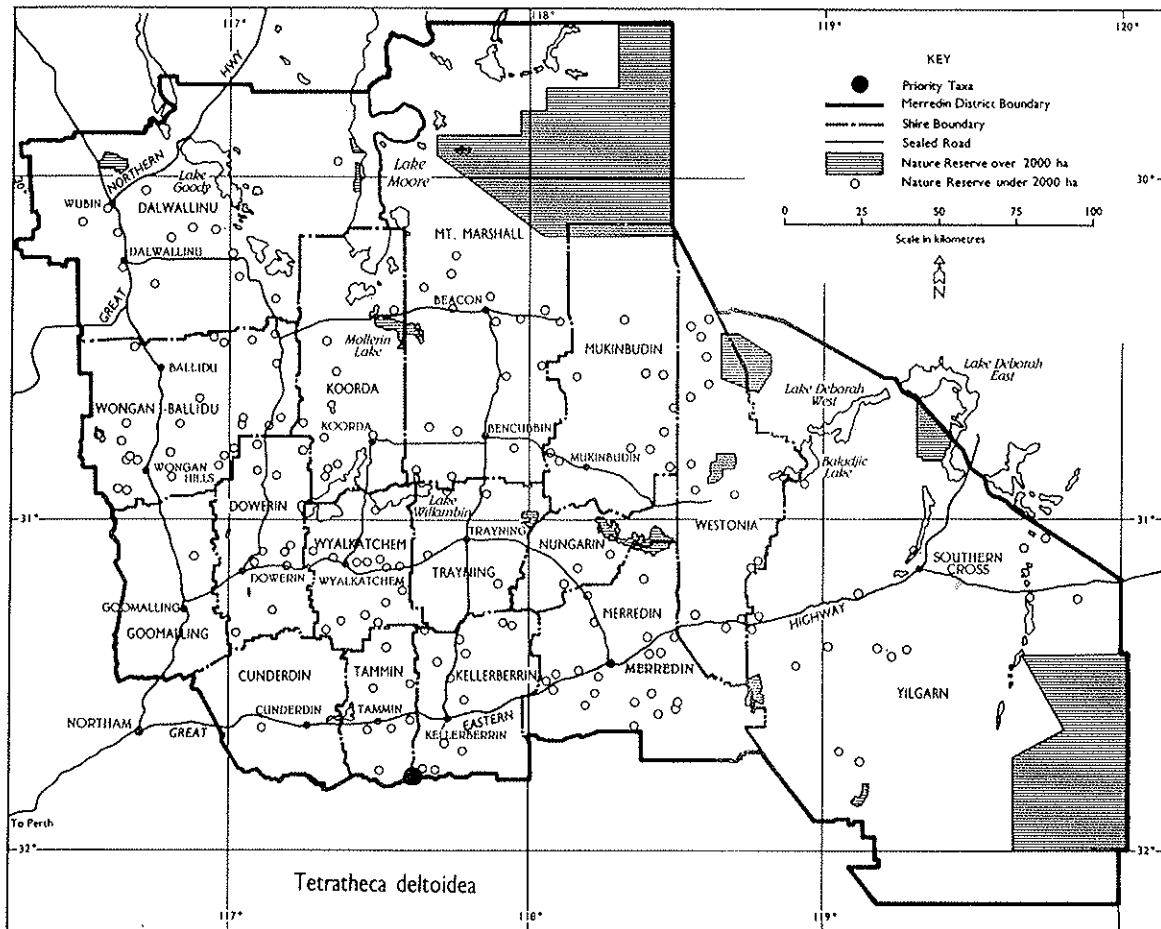 117°
118°
119°
120°
KEY
Priority Taxa
Merredin District Boundary
Shire Boundary
Sealed Road
Nature Reserve over 2000 ha
Nature Reserve under 2000 ha
0 25 50 75 100
Scale in kilometres
N
HWY
NORTHERN
Lake
Goody
Lake
Moore
30°
30°
WUBIN
DALWALLINU
MT. MARSHALL
DALWALLINU
GREAT
BEACON
Mollerin
Lake
MUKINBUDIN
BALLIDU
KOORDA
Lake Deborah
West
Lake Deborah
East
WONGAN-BALLIDU
KOORDA
BENCUBBIN
MUKINBUDIN
Baladjie
Lake
WONGAN
HILLS
DOWERIN
Lake
Willambin
WESTONIA
31°
31°
WYALKATCHEM
TRAYNING
NUNGARIN
SOUTHERN
CROSS
DOWERIN
WYALKATCHEM
TRAYNING
GOOMALLING
GOOMALLING
MERREDIN
HIGHWAY
CUNDERDIN
TAMMIN
KELLERBERRIN
MERREDIN
YILGARN
NORTHAM
GREAT
CUNDERDIN
TAMMIN
EASTERN
KELLERBERRIN
To Perth
32°
32°
Tetratheca deltoidea
117°
118°
119°
120°